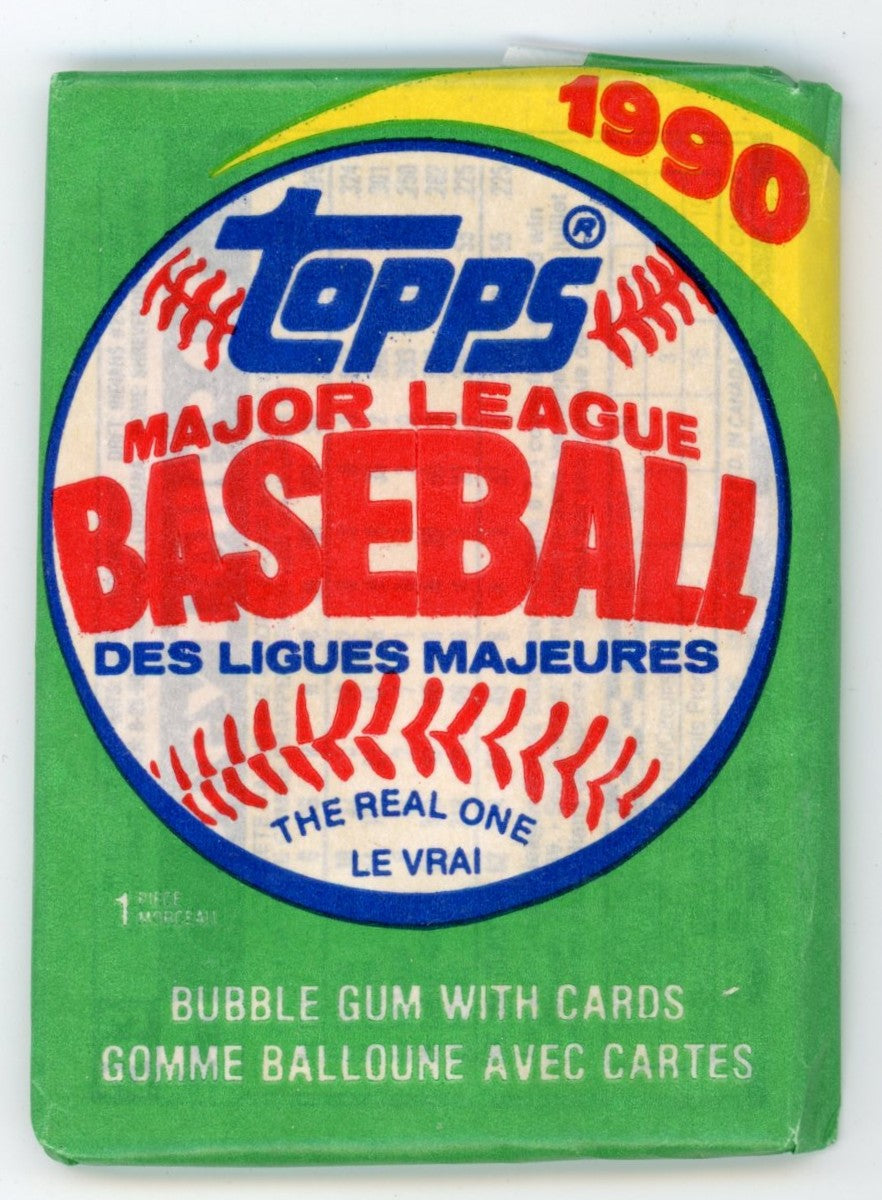 1990
topps®
MAJOR LEAGUE
BASEBALL
DES LIGUES MAJEURES
THE REAL ONE
LE VRAI
1 PIECE
MORCEAU
BUBBLE GUM WITH CARDS
GOMME BALLOUNE AVEC CARTES